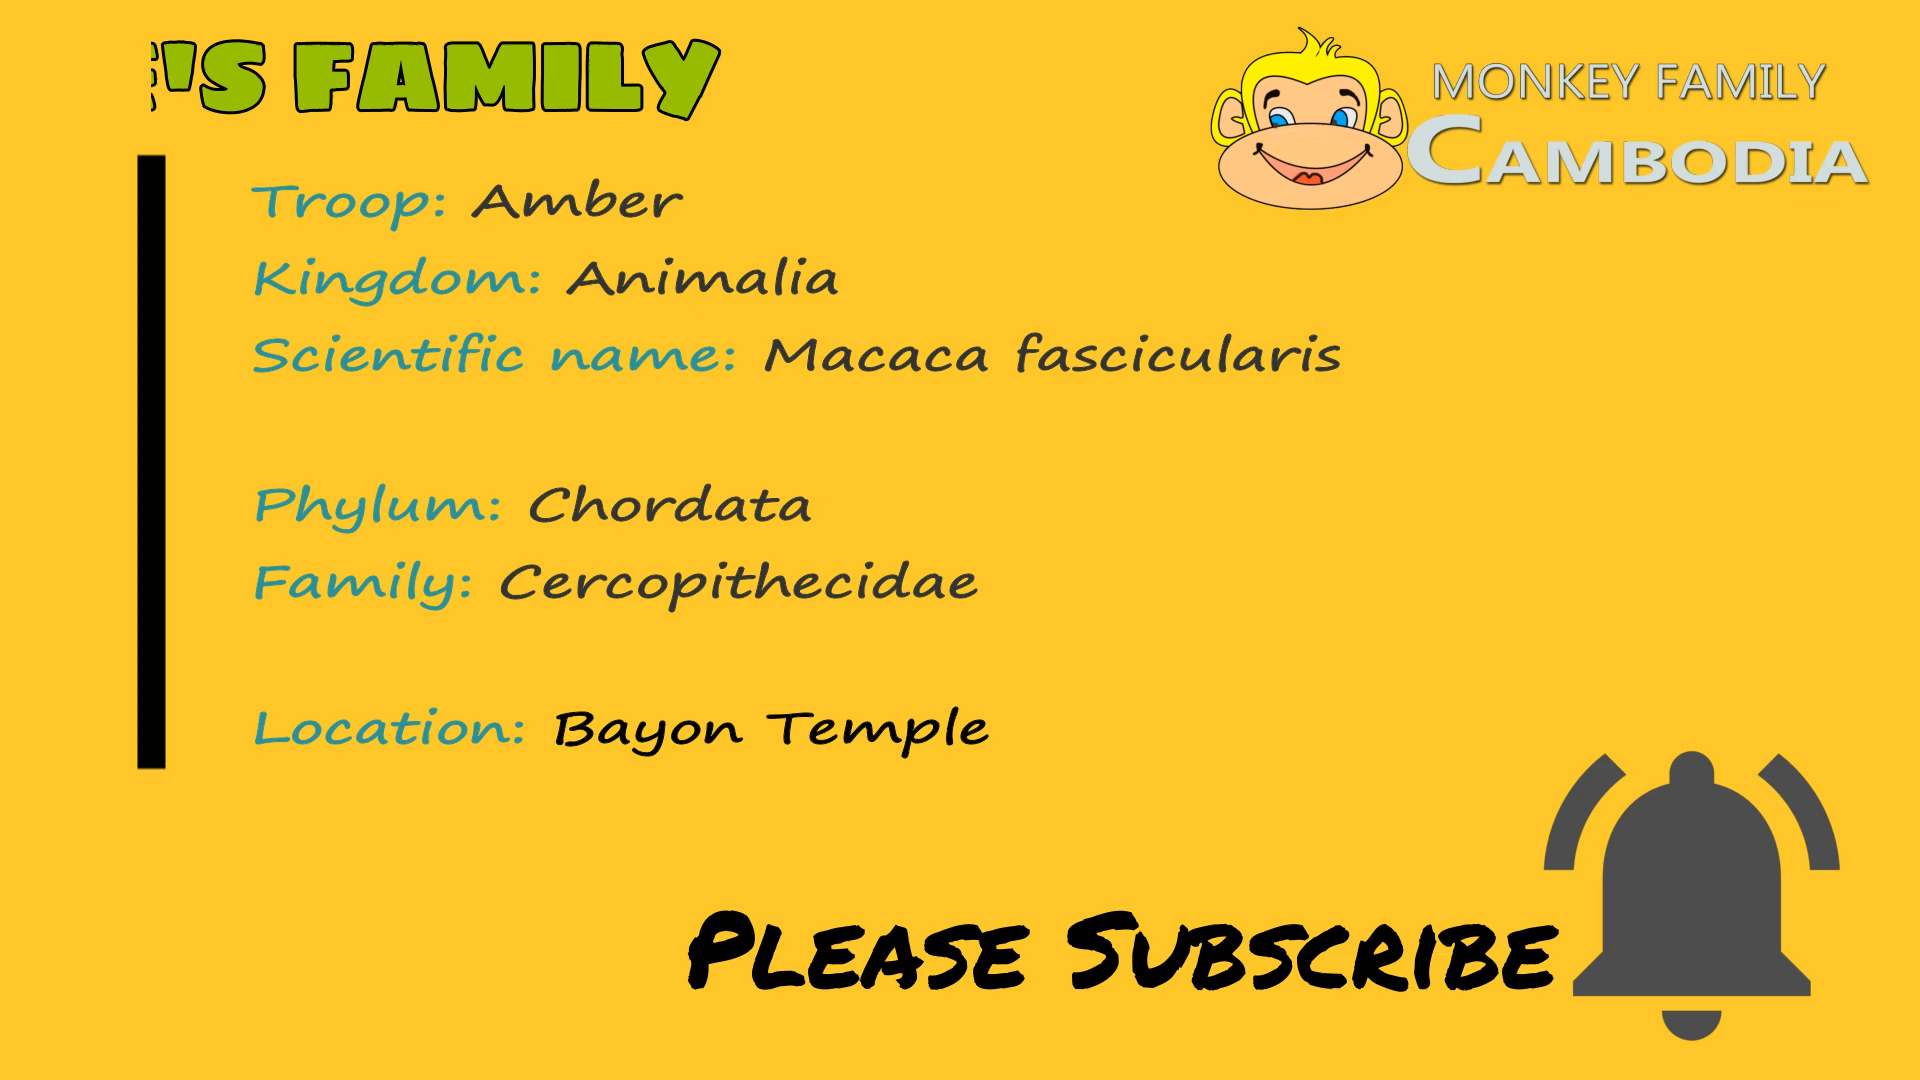 'S FAMILY
MONKEY FAMILY
CAMBODIA
Troop: Amber
Kingdom: Animalia
Scientific name: Macaca fascicularis
Phylum: Chordata
Family: Cercopithecidae
Location: Bayon Temple
PLEASE SUBSCRIBE